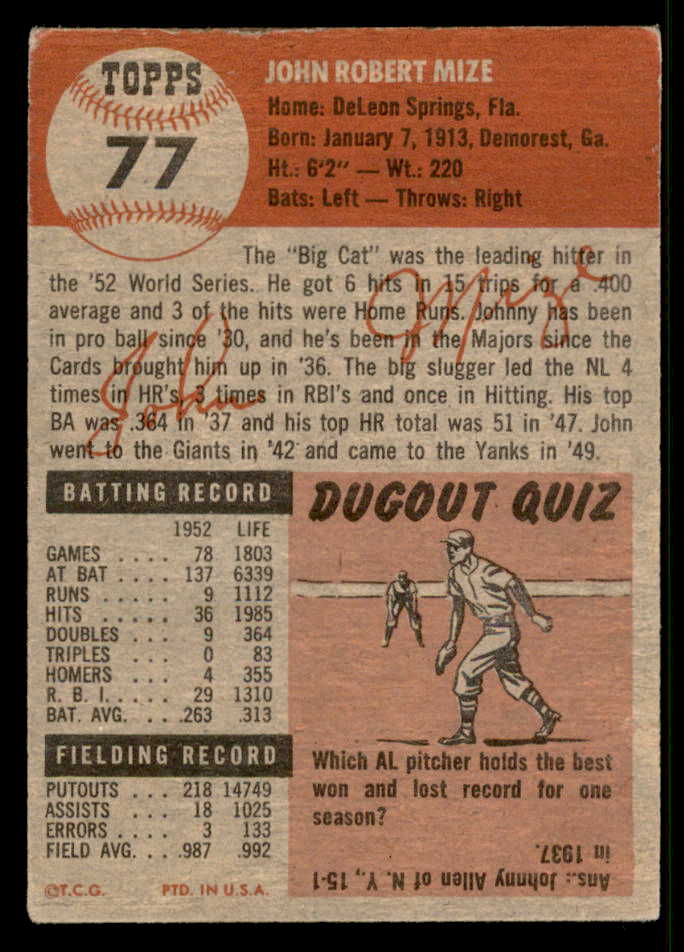 TOPPS
77
JOHN ROBERT MIZE
Home: DeLeon Springs, Fla.
Born: January 7, 1913, Demorest, Ga.
Ht.: 6'2" — Wt.: 220
Bats: Left — Throws: Right
The "Big Cat" was the leading hitter in
the '52 World Series. He got 6 hits in 15 trips for a .400
average and 3 of the hits were Home Runs. Johnny has been
in pro ball since '30, and he's been in the Majors since the
Cards brought him up in '36. The big slugger led the NL 4
times in HR's, 3 times in RBI's and once in Hitting. His top
BA was .364 in '37 and his top HR total was 51 in '47. John
went to the Giants in '42 and came to the Yanks in '49.
John Mize
BATTING RECORD
1952 LIFE
GAMES .... 78 1803
AT BAT .... 137 6339
RUNS ..... 9 1112
HITS ..... 36 1985
DOUBLES ... 9 364
TRIPLES ... 0 83
HOMERS ... 4 355
R. B. I. .... 29 1310
BAT. AVG. ... .263 .313
FIELDING RECORD
PUTOUTS ... 218 14749
ASSISTS ... 18 1025
ERRORS .... 3 133
FIELD AVG. .. .987 .992
©T.C.G. PTD. IN U.S.A.
DUGOUT QUIZ
Which AL pitcher holds the best
won and lost record for one
season?
Ans.: Johnny Allen of N. Y., 15-1
in 1937.